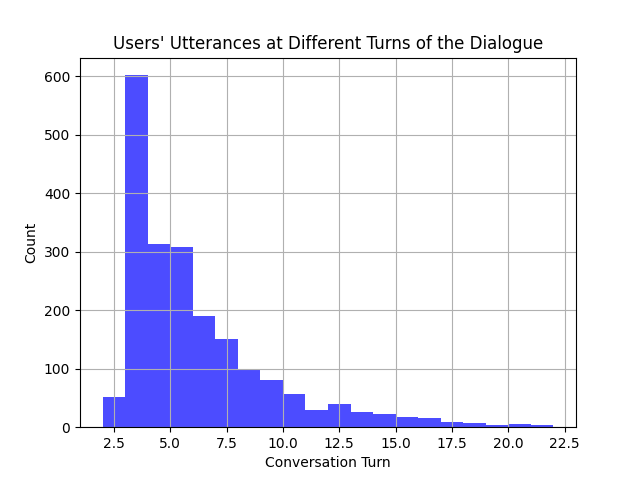 Users' Utterances at Different Turns of the Dialogue
600
500
400
300
200
100
0
Count
2.5 5.0 7.5 10.0 12.5 15.0 17.5 20.0 22.5
Conversation Turn